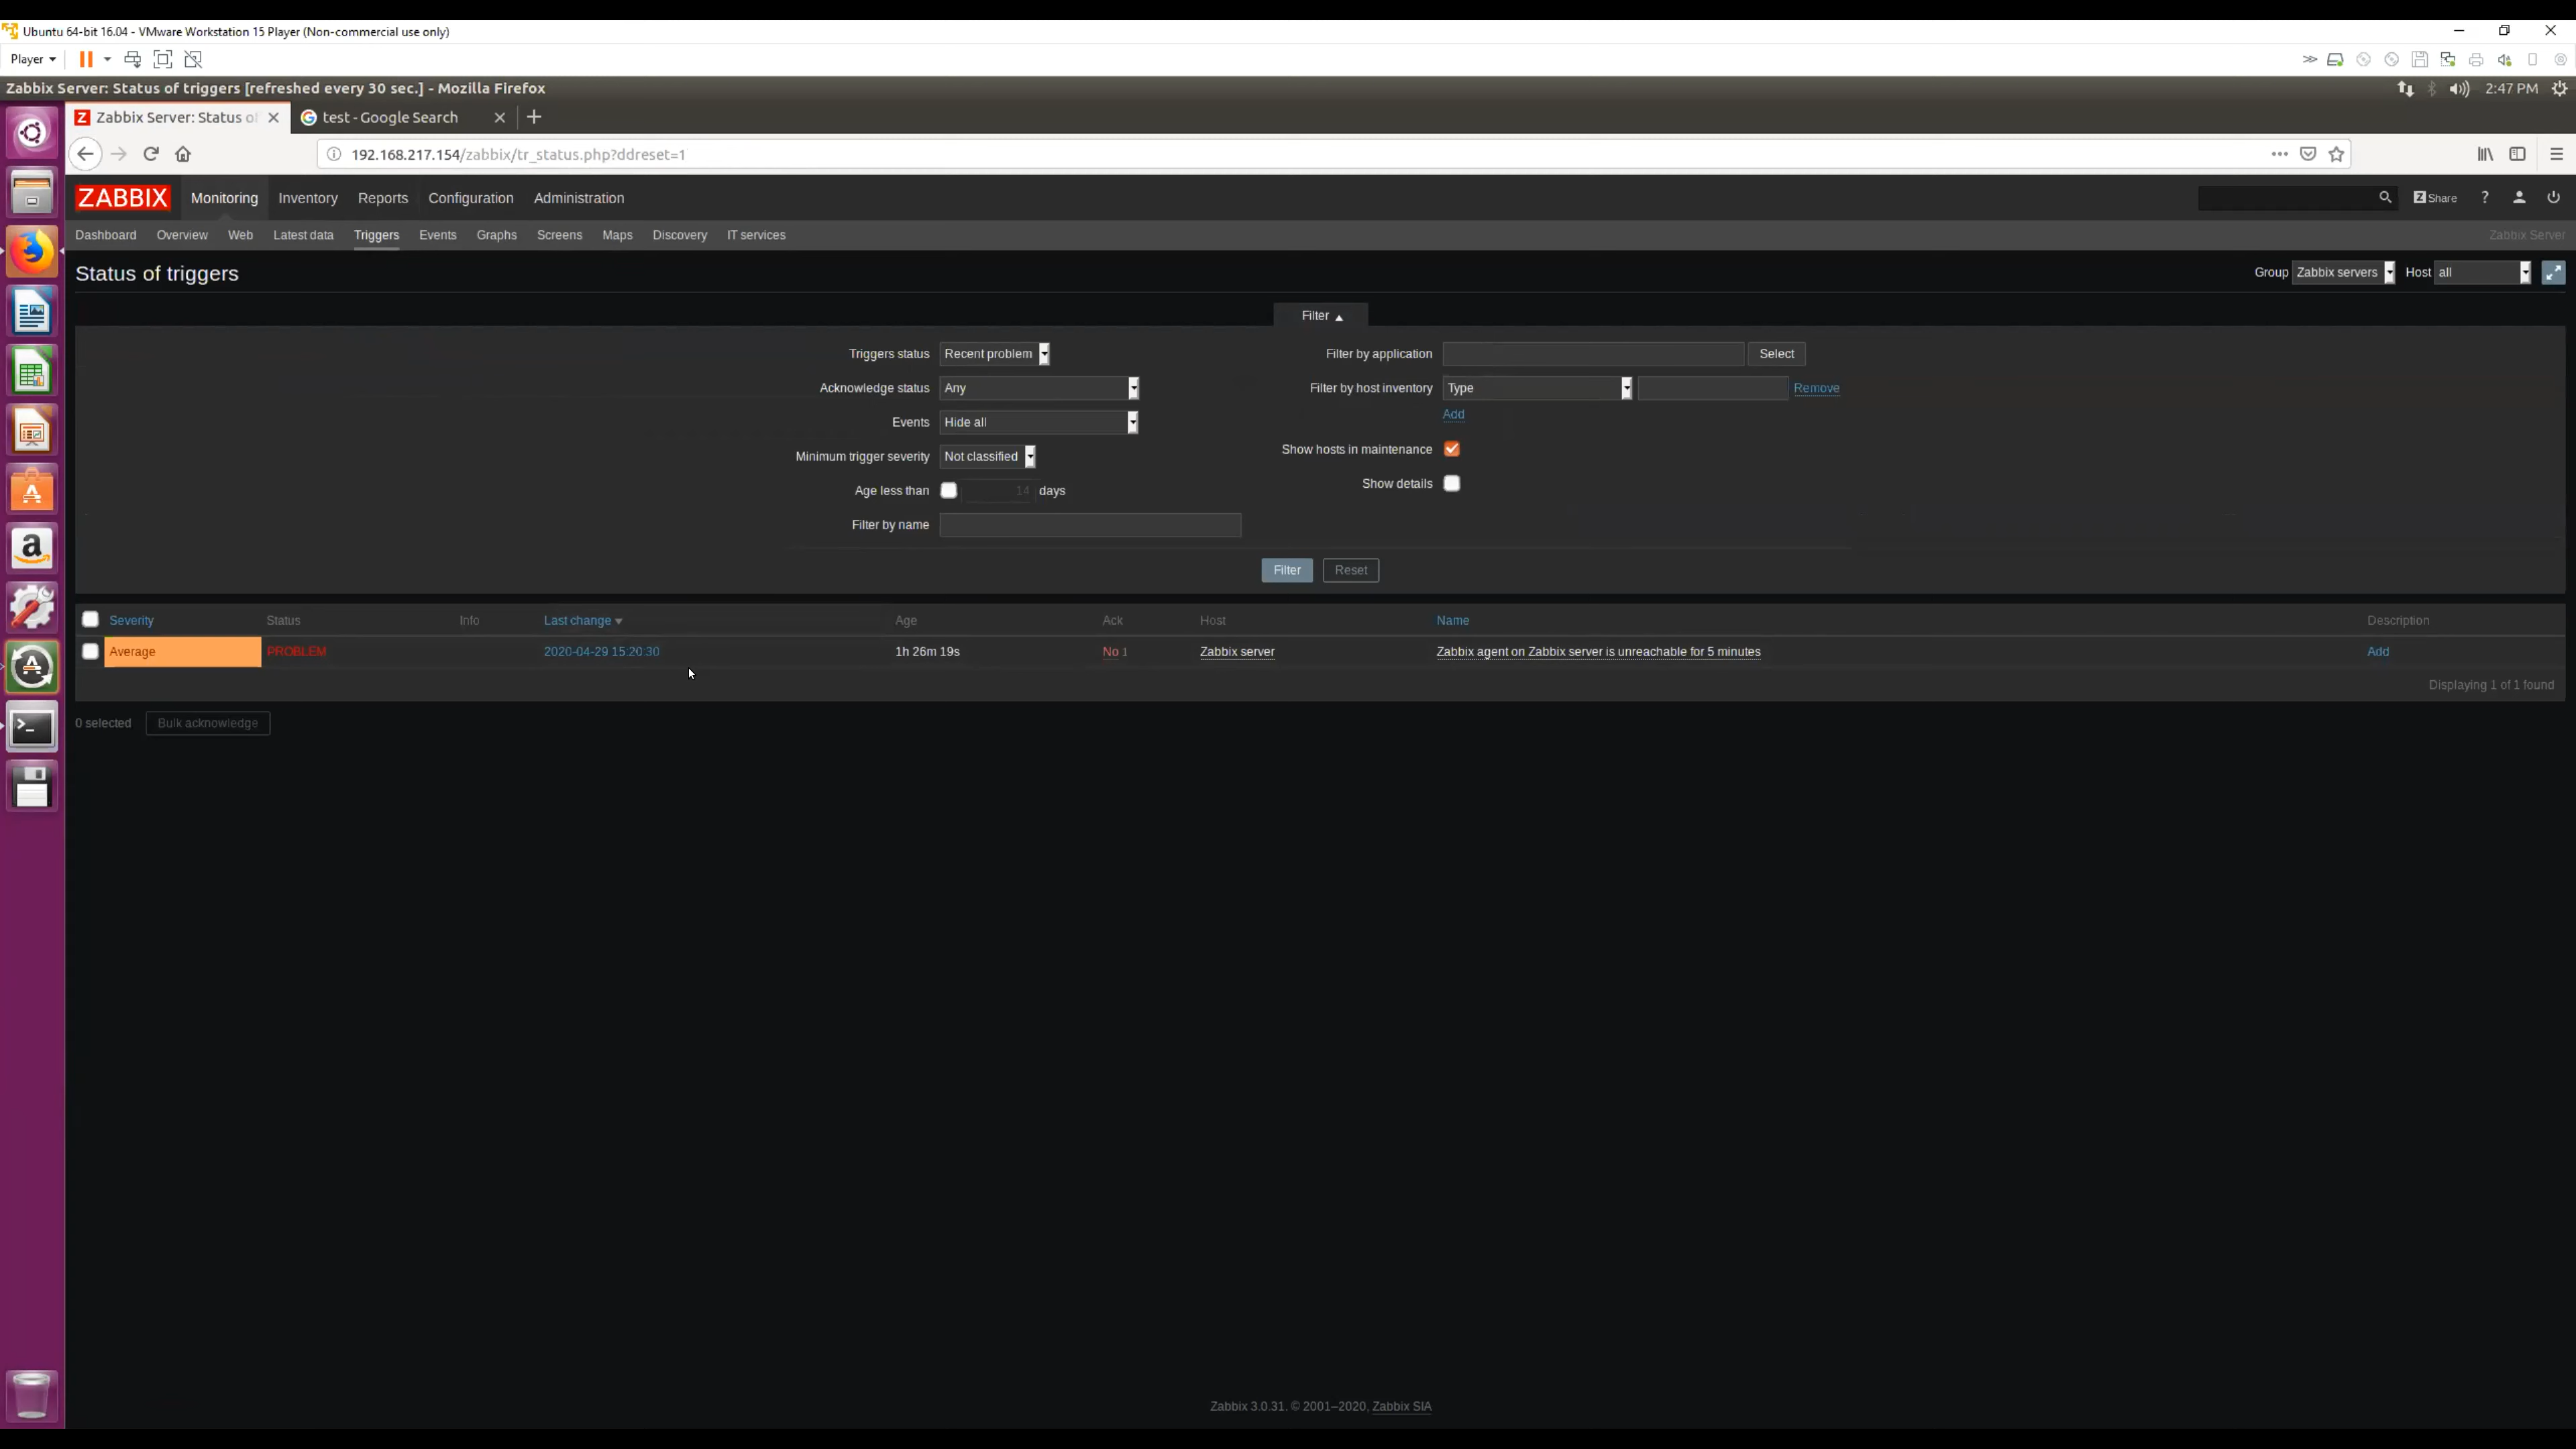 Ubuntu 64-bit 16.04 - VMware Workstation 15 Player (Non-commercial use only)
Player
Zabbix Server: Status of triggers [refreshed every 30 sec.] - Mozilla Firefox
2:47 PM
Zabbix Server: Status of
test - Google Search
192.168.217.154/zabbix/tr_status.php?ddreset=1
ZABBIX Monitoring Inventory Reports Configuration Administration Z Share ?
Dashboard Overview Web Latest data Triggers Events Graphs Screens Maps Discovery IT services Zabbix Server
Status of triggers Group Zabbix servers Host all
Filter
Triggers status Recent problem Filter by application Select
Acknowledge status Any Filter by host inventory Type Remove
Add
Events Hide all
Show hosts in maintenance
Minimum trigger severity Not classified
Show details
Age less than 14 days
Filter by name
Filter Reset
Severity Status Info Last change Age Ack Host Name Description
Average PROBLEM 2020-04-29 15:20:30 1h 26m 19s No 1 Zabbix server Zabbix agent on Zabbix server is unreachable for 5 minutes Add
Displaying 1 of 1 found
0 selected Bulk acknowledge
Zabbix 3.0.31. © 2001–2020, Zabbix SIA